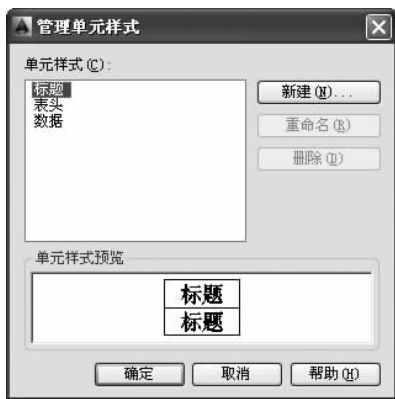 管理单元样式
单元样式(C):
标题
表头
数据
新建(N)...
重命名(R)
删除(D)
单元样式预览
标题
标题
确定 取消 帮助(H)